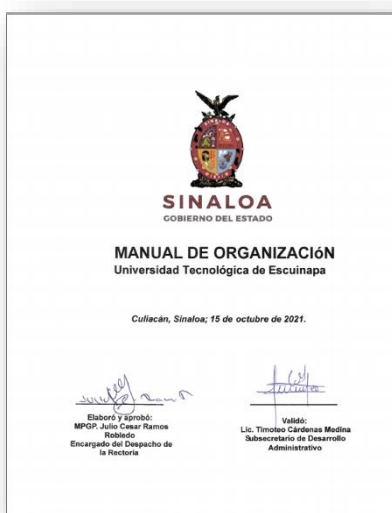 SINALOA
GOBIERNO DEL ESTADO
MANUAL DE ORGANIZACIóN
Universidad Tecnológica de Escuinapa
Culiacán, Sinaloa; 15 de octubre de 2021.
Elaboró y aprobó:
MPGP. Julio Cesar Ramos
Robledo
Encargado del Despacho de
la Rectoría
Validó:
Lic. Timoteo Cárdenas Medina
Subsecretario de Desarrollo
Administrativo